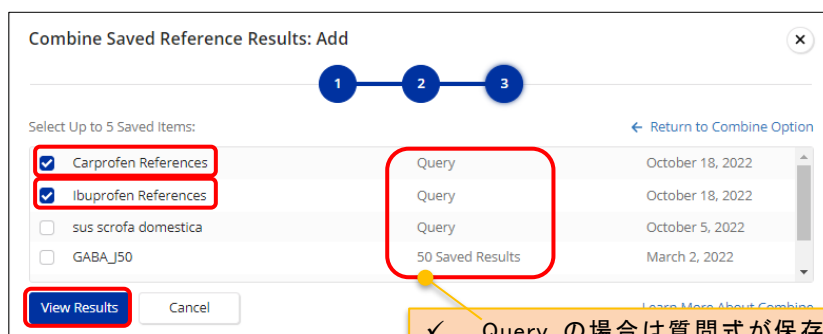 Combine Saved Reference Results: Add
1 2 3
Select Up to 5 Saved Items: ← Return to Combine Option
Carprofen References Query October 18, 2022
Ibuprofen References Query October 18, 2022
sus scrofa domestica Query October 5, 2022
GABA_J50 50 Saved Results March 2, 2022
View Results Cancel Learn More About Combine
✓ Query の場合は質問式が保存